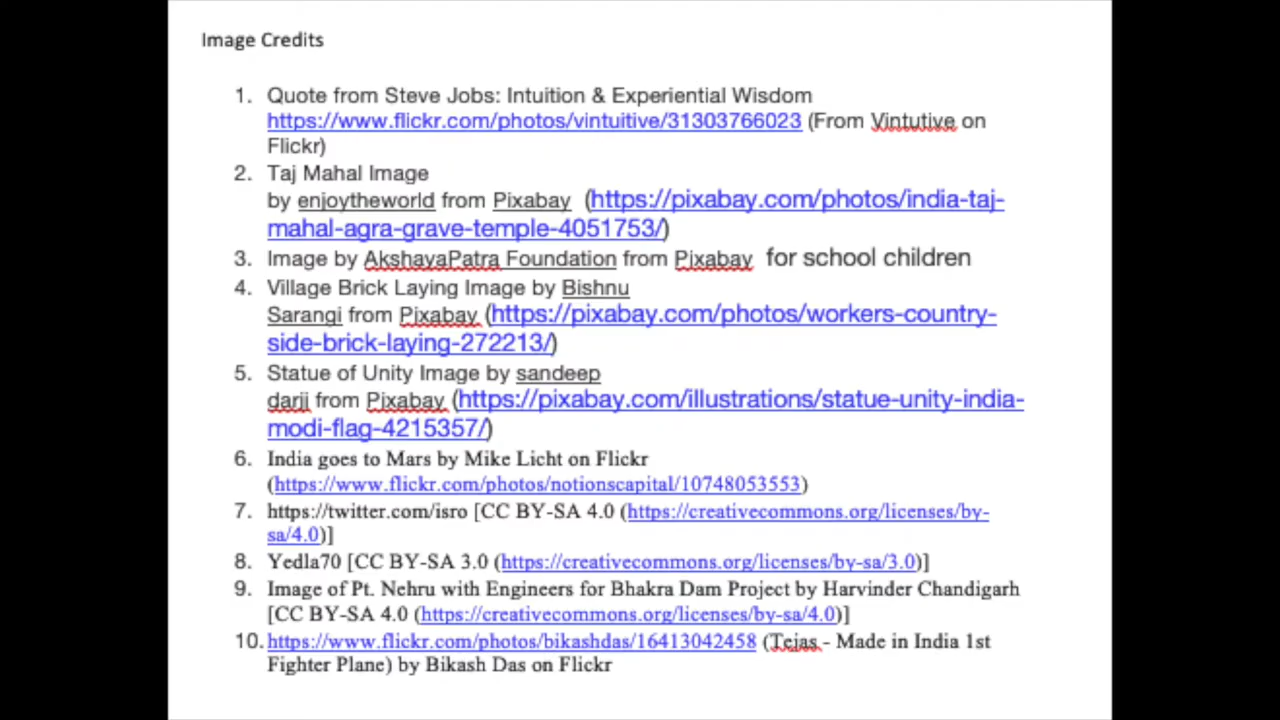 Image Credits
1. Quote from Steve Jobs: Intuition & Experiential Wisdom
https://www.flickr.com/photos/vintuitive/31303766023 (From Vintutive on
Flickr)
2. Taj Mahal Image
by enjoytheworld from Pixabay (https://pixabay.com/photos/india-taj-
mahal-agra-grave-temple-4051753/)
3. Image by AkshayaPatra Foundation from Pixabay for school children
4. Village Brick Laying Image by Bishnu
Sarangi from Pixabay (https://pixabay.com/photos/workers-country-
side-brick-laying-272213/)
5. Statue of Unity Image by sandeep
darji from Pixabay (https://pixabay.com/illustrations/statue-unity-india-
modi-flag-4215357/)
6. India goes to Mars by Mike Licht on Flickr
(https://www.flickr.com/photos/notionscapital/10748053553)
7. https://twitter.com/isro [CC BY-SA 4.0 (https://creativecommons.org/licenses/by-
sa/4.0)]
8. Yedla70 [CC BY-SA 3.0 (https://creativecommons.org/licenses/by-sa/3.0)]
9. Image of Pt. Nehru with Engineers for Bhakra Dam Project by Harvinder Chandigarh
[CC BY-SA 4.0 (https://creativecommons.org/licenses/by-sa/4.0)]
10. https://www.flickr.com/photos/bikashdas/16413042458 (Tejas - Made in India 1st
Fighter Plane) by Bikash Das on Flickr